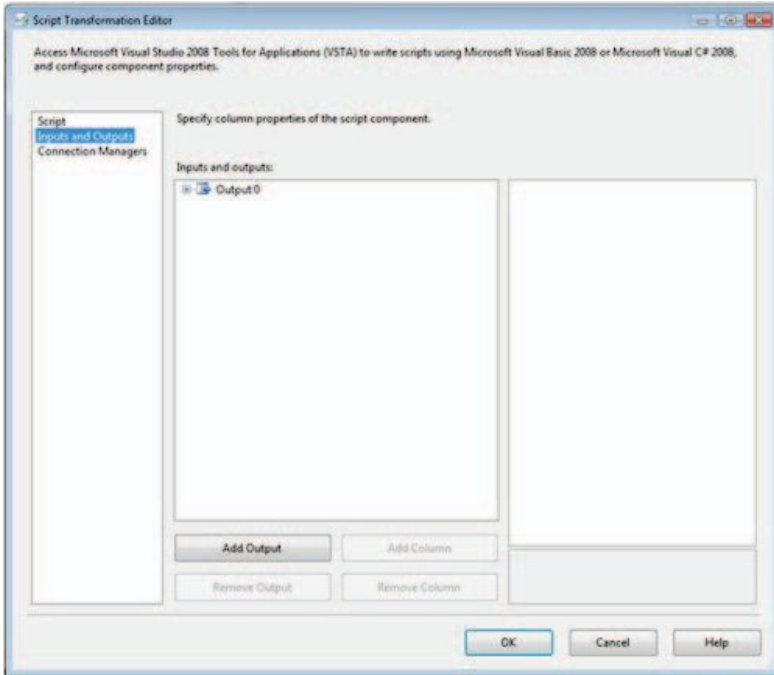 Script Transformation Editor
Access Microsoft Visual Studio 2008 Tools for Applications (VSTA) to write scripts using Microsoft Visual Basic 2008 or Microsoft Visual C# 2008,
and configure component properties.
Script
Inputs and Outputs
Connection Managers
Specify column properties of the script component.
Inputs and outputs:
Output 0
Add Output
Add Column
Remove Output
Remove Column
OK
Cancel
Help